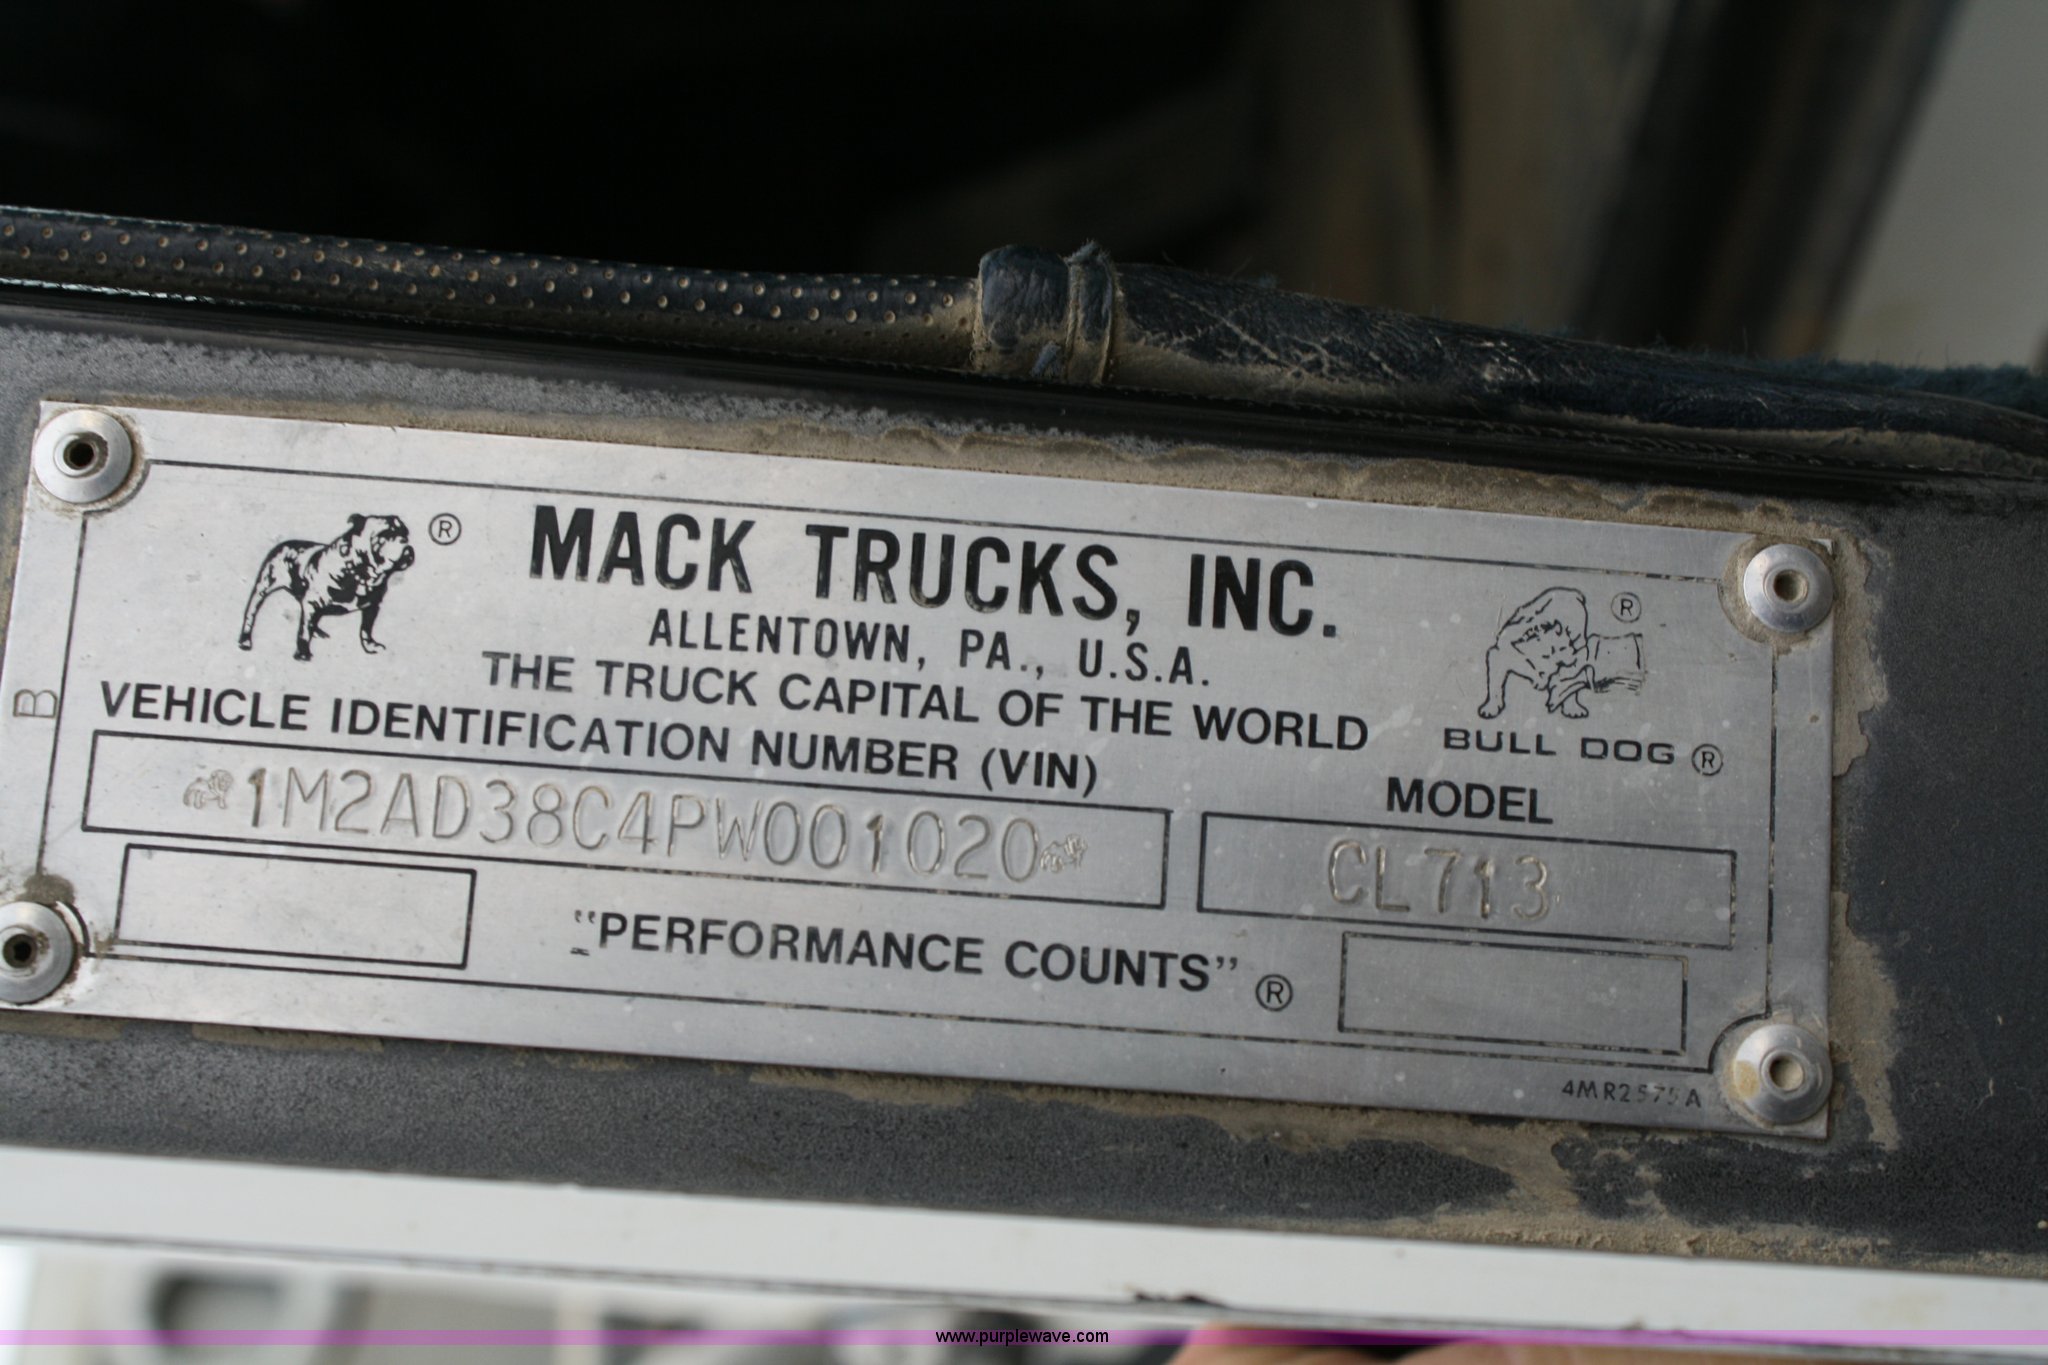 ®
MACK TRUCKS, INC.
ALLENTOWN, PA., U.S.A.
THE TRUCK CAPITAL OF THE WORLD
®
BULL DOG ®
B
VEHICLE IDENTIFICATION NUMBER (VIN)
1M2AD38C4PW001020
MODEL
CL713
"PERFORMANCE COUNTS" ®
4MR2575A
www.purplewave.com